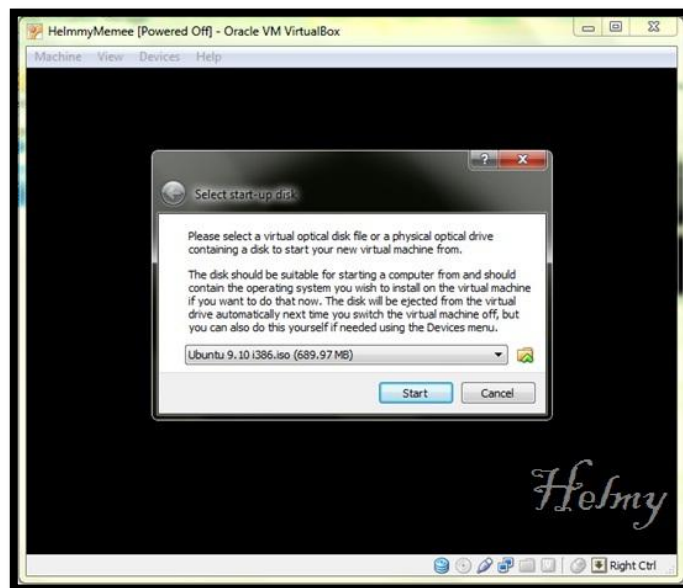 HelmmyMemee [Powered Off] - Oracle VM VirtualBox
Machine View Devices Help
Select start-up disk
Please select a virtual optical disk file or a physical optical drive
containing a disk to start your new virtual machine from.
The disk should be suitable for starting a computer from and should
contain the operating system you wish to install on the virtual machine
if you want to do that now. The disk will be ejected from the virtual
drive automatically next time you switch the virtual machine off, but
you can also do this yourself if needed using the Devices menu.
Ubuntu 9.10 i386.iso (689.97 MB)
Start Cancel
Helmy
Right Ctrl